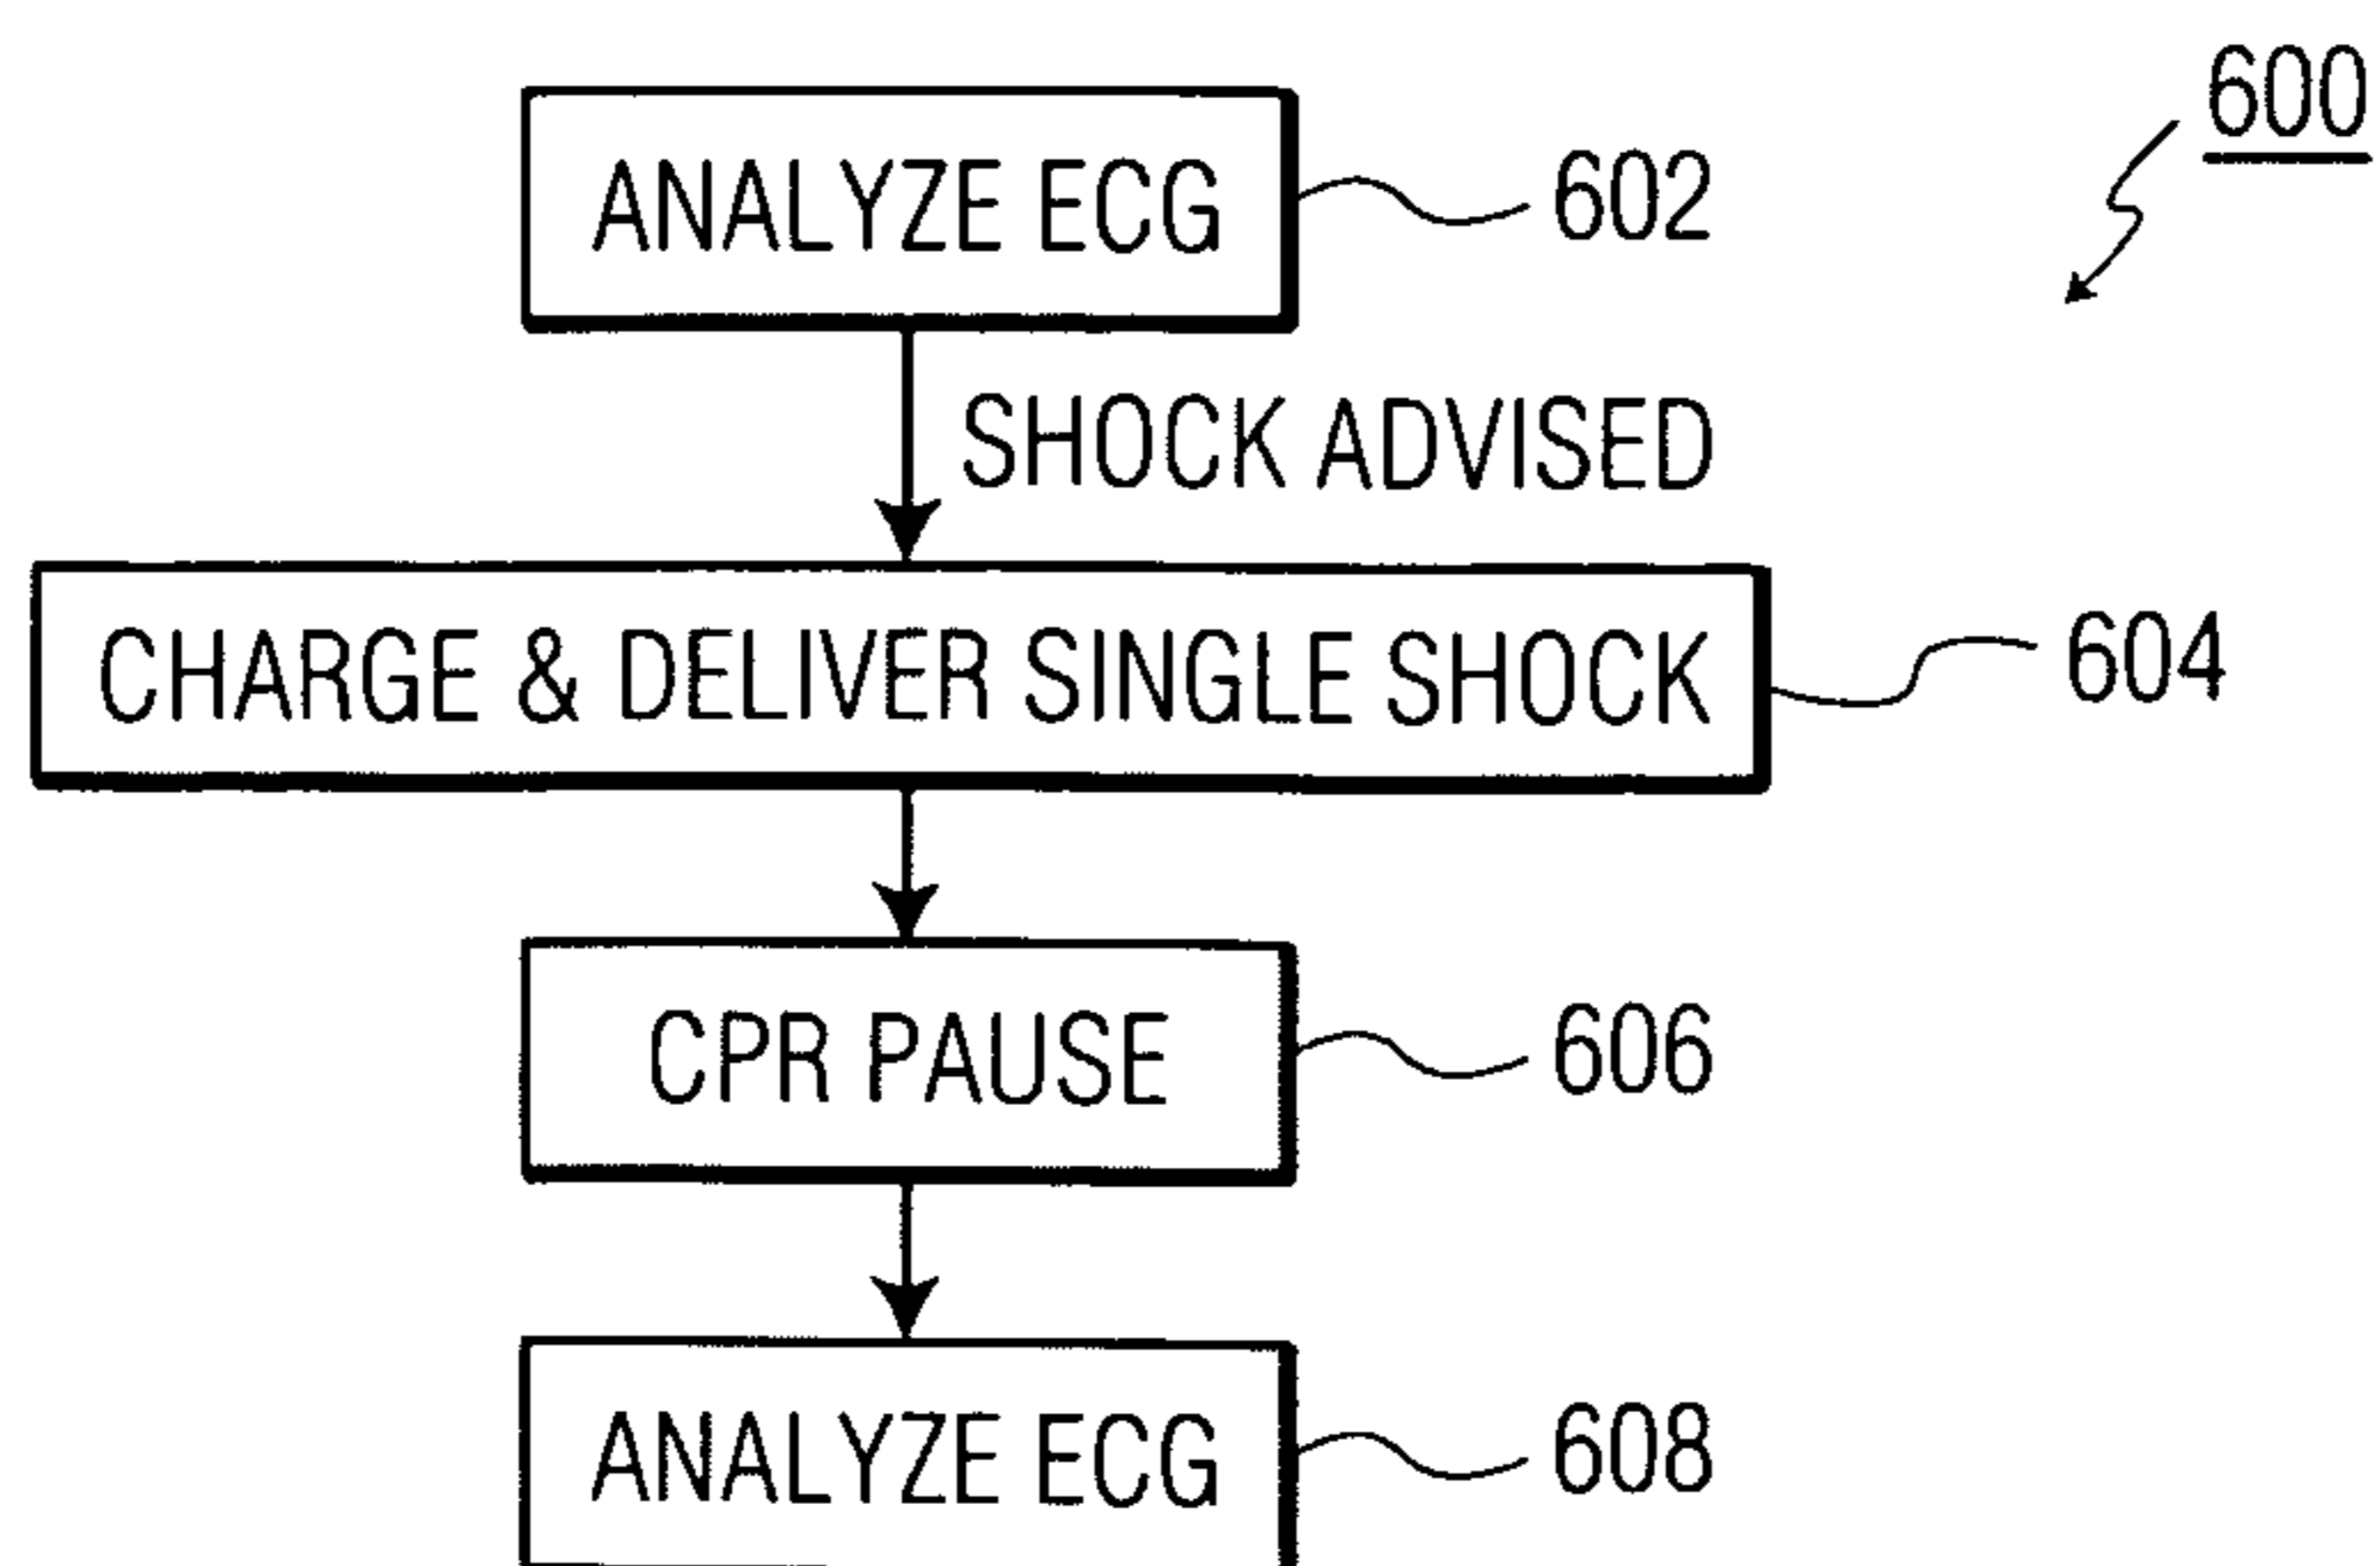 600
ANALYZE ECG
602
SHOCK ADVISED
CHARGE & DELIVER SINGLE SHOCK
604
CPR PAUSE
606
ANALYZE ECG
608